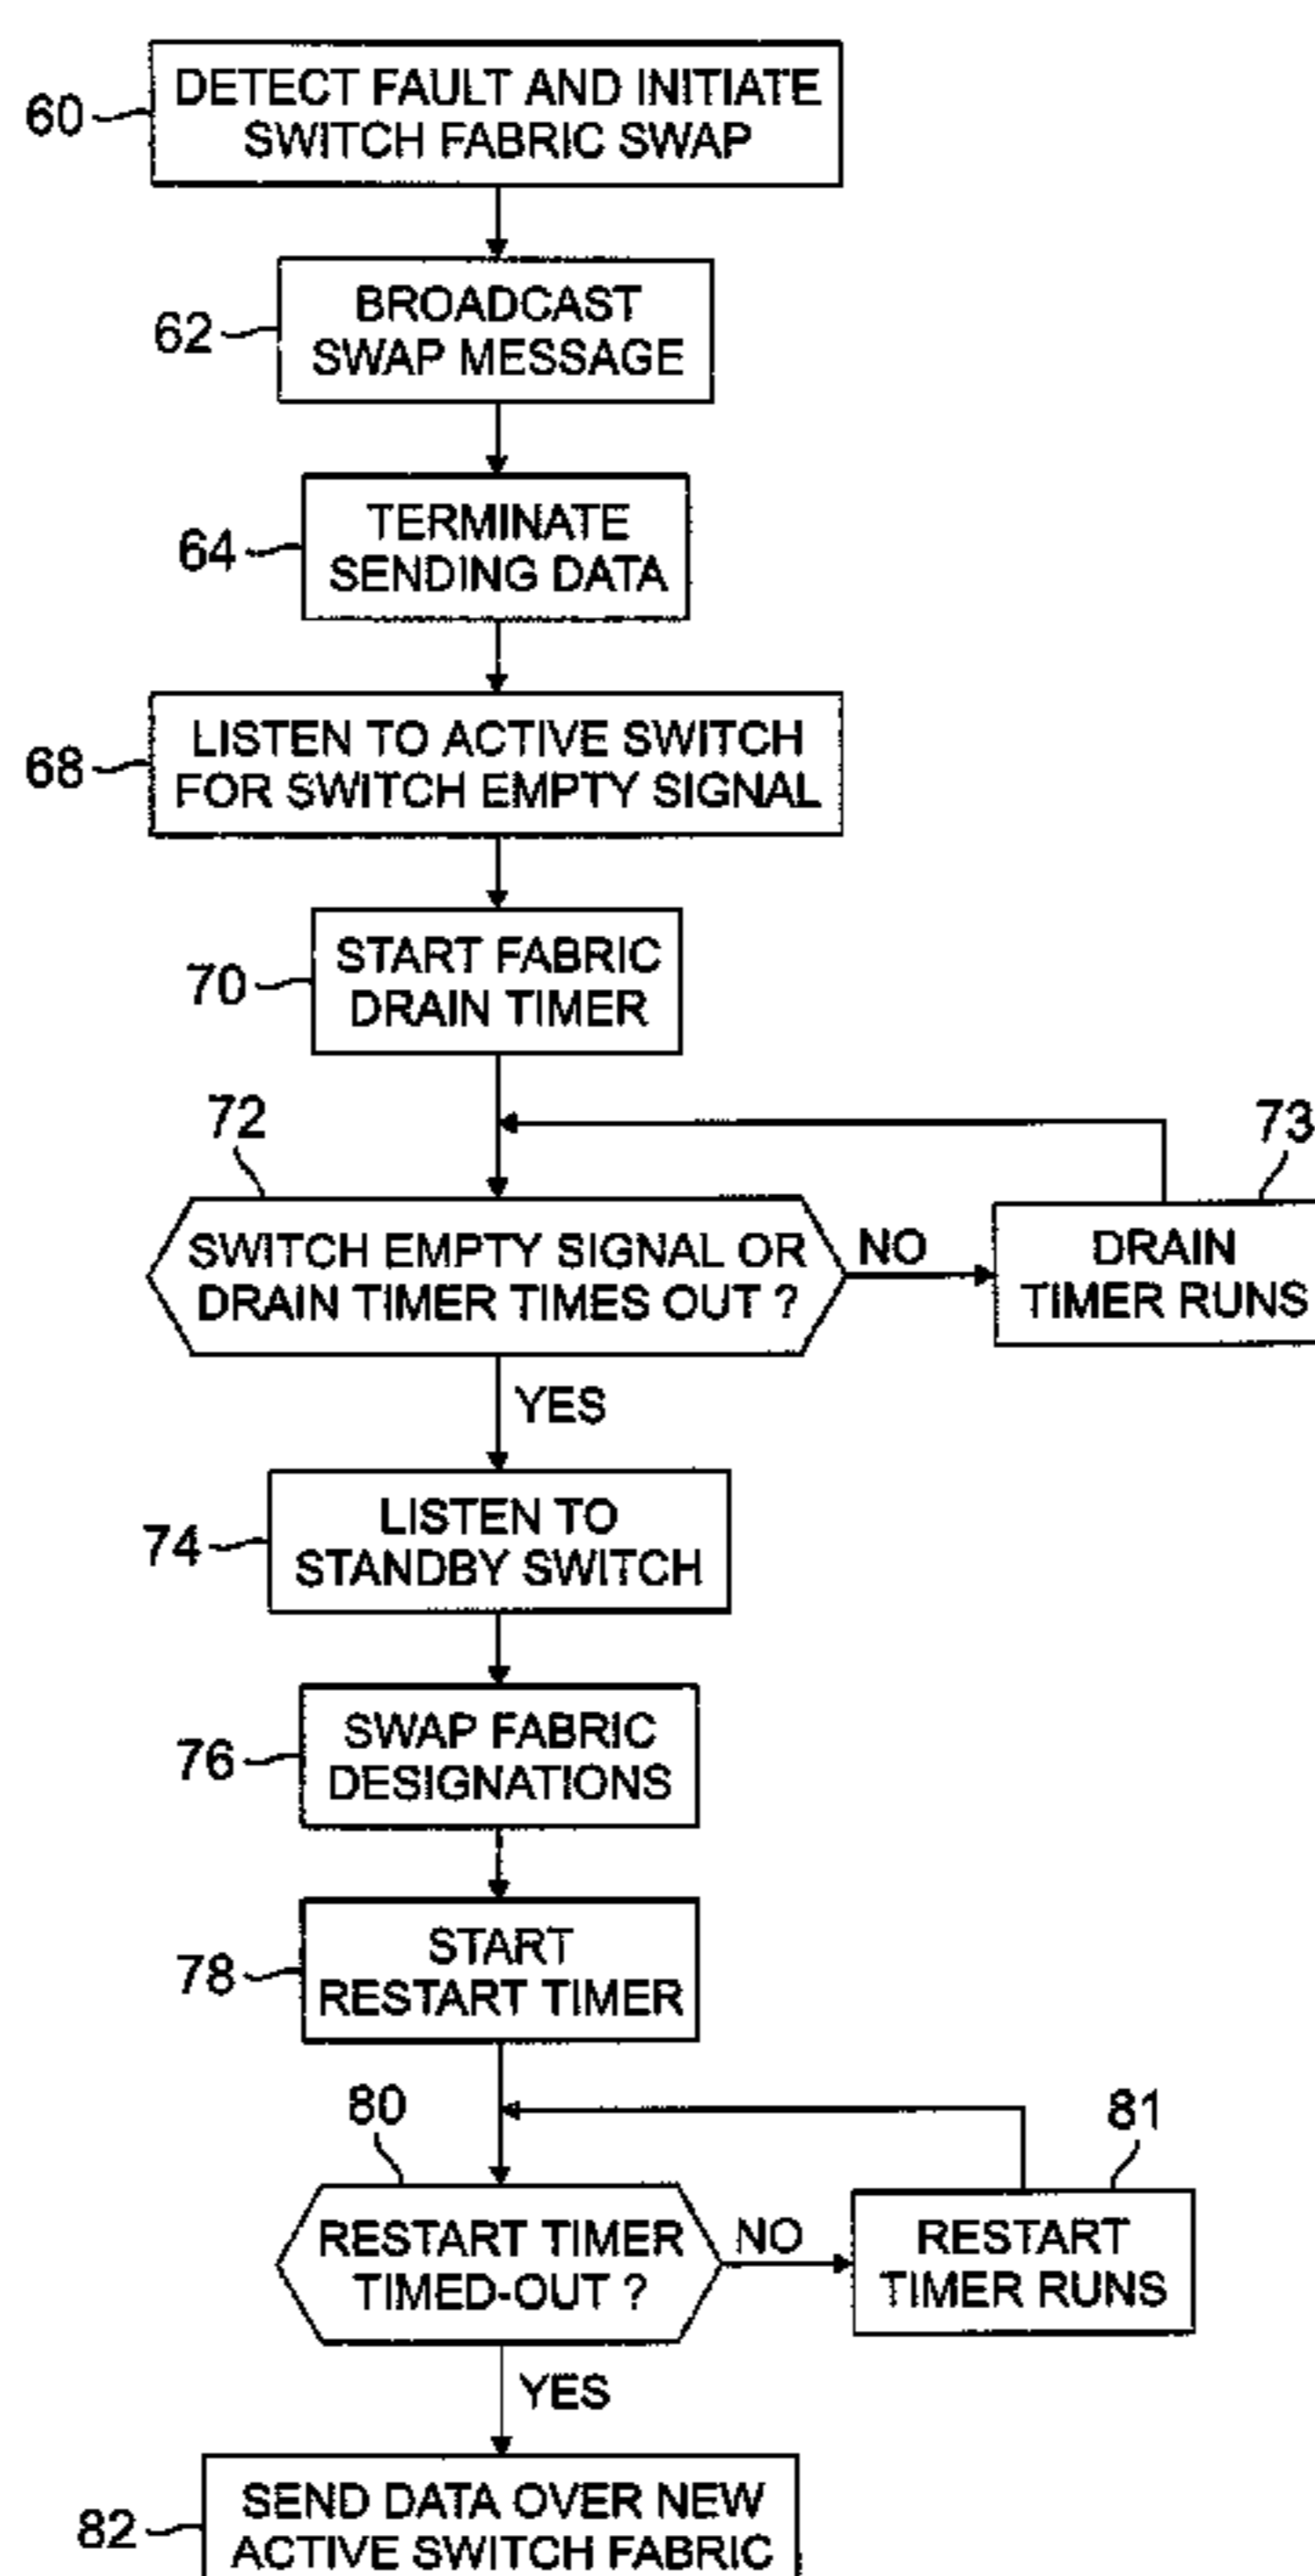 60
DETECT FAULT AND INITIATE
SWITCH FABRIC SWAP
62
BROADCAST
SWAP MESSAGE
64
TERMINATE
SENDING DATA
68
LISTEN TO ACTIVE SWITCH
FOR SWITCH EMPTY SIGNAL
70
START FABRIC
DRAIN TIMER
72
SWITCH EMPTY SIGNAL OR
DRAIN TIMER TIMES OUT ?
NO
73
DRAIN
TIMER RUNS
YES
74
LISTEN TO
STANDBY SWITCH
76
SWAP FABRIC
DESIGNATIONS
78
START
RESTART TIMER
80
RESTART TIMER
TIMED-OUT ?
NO
81
RESTART
TIMER RUNS
YES
82
SEND DATA OVER NEW
ACTIVE SWITCH FABRIC